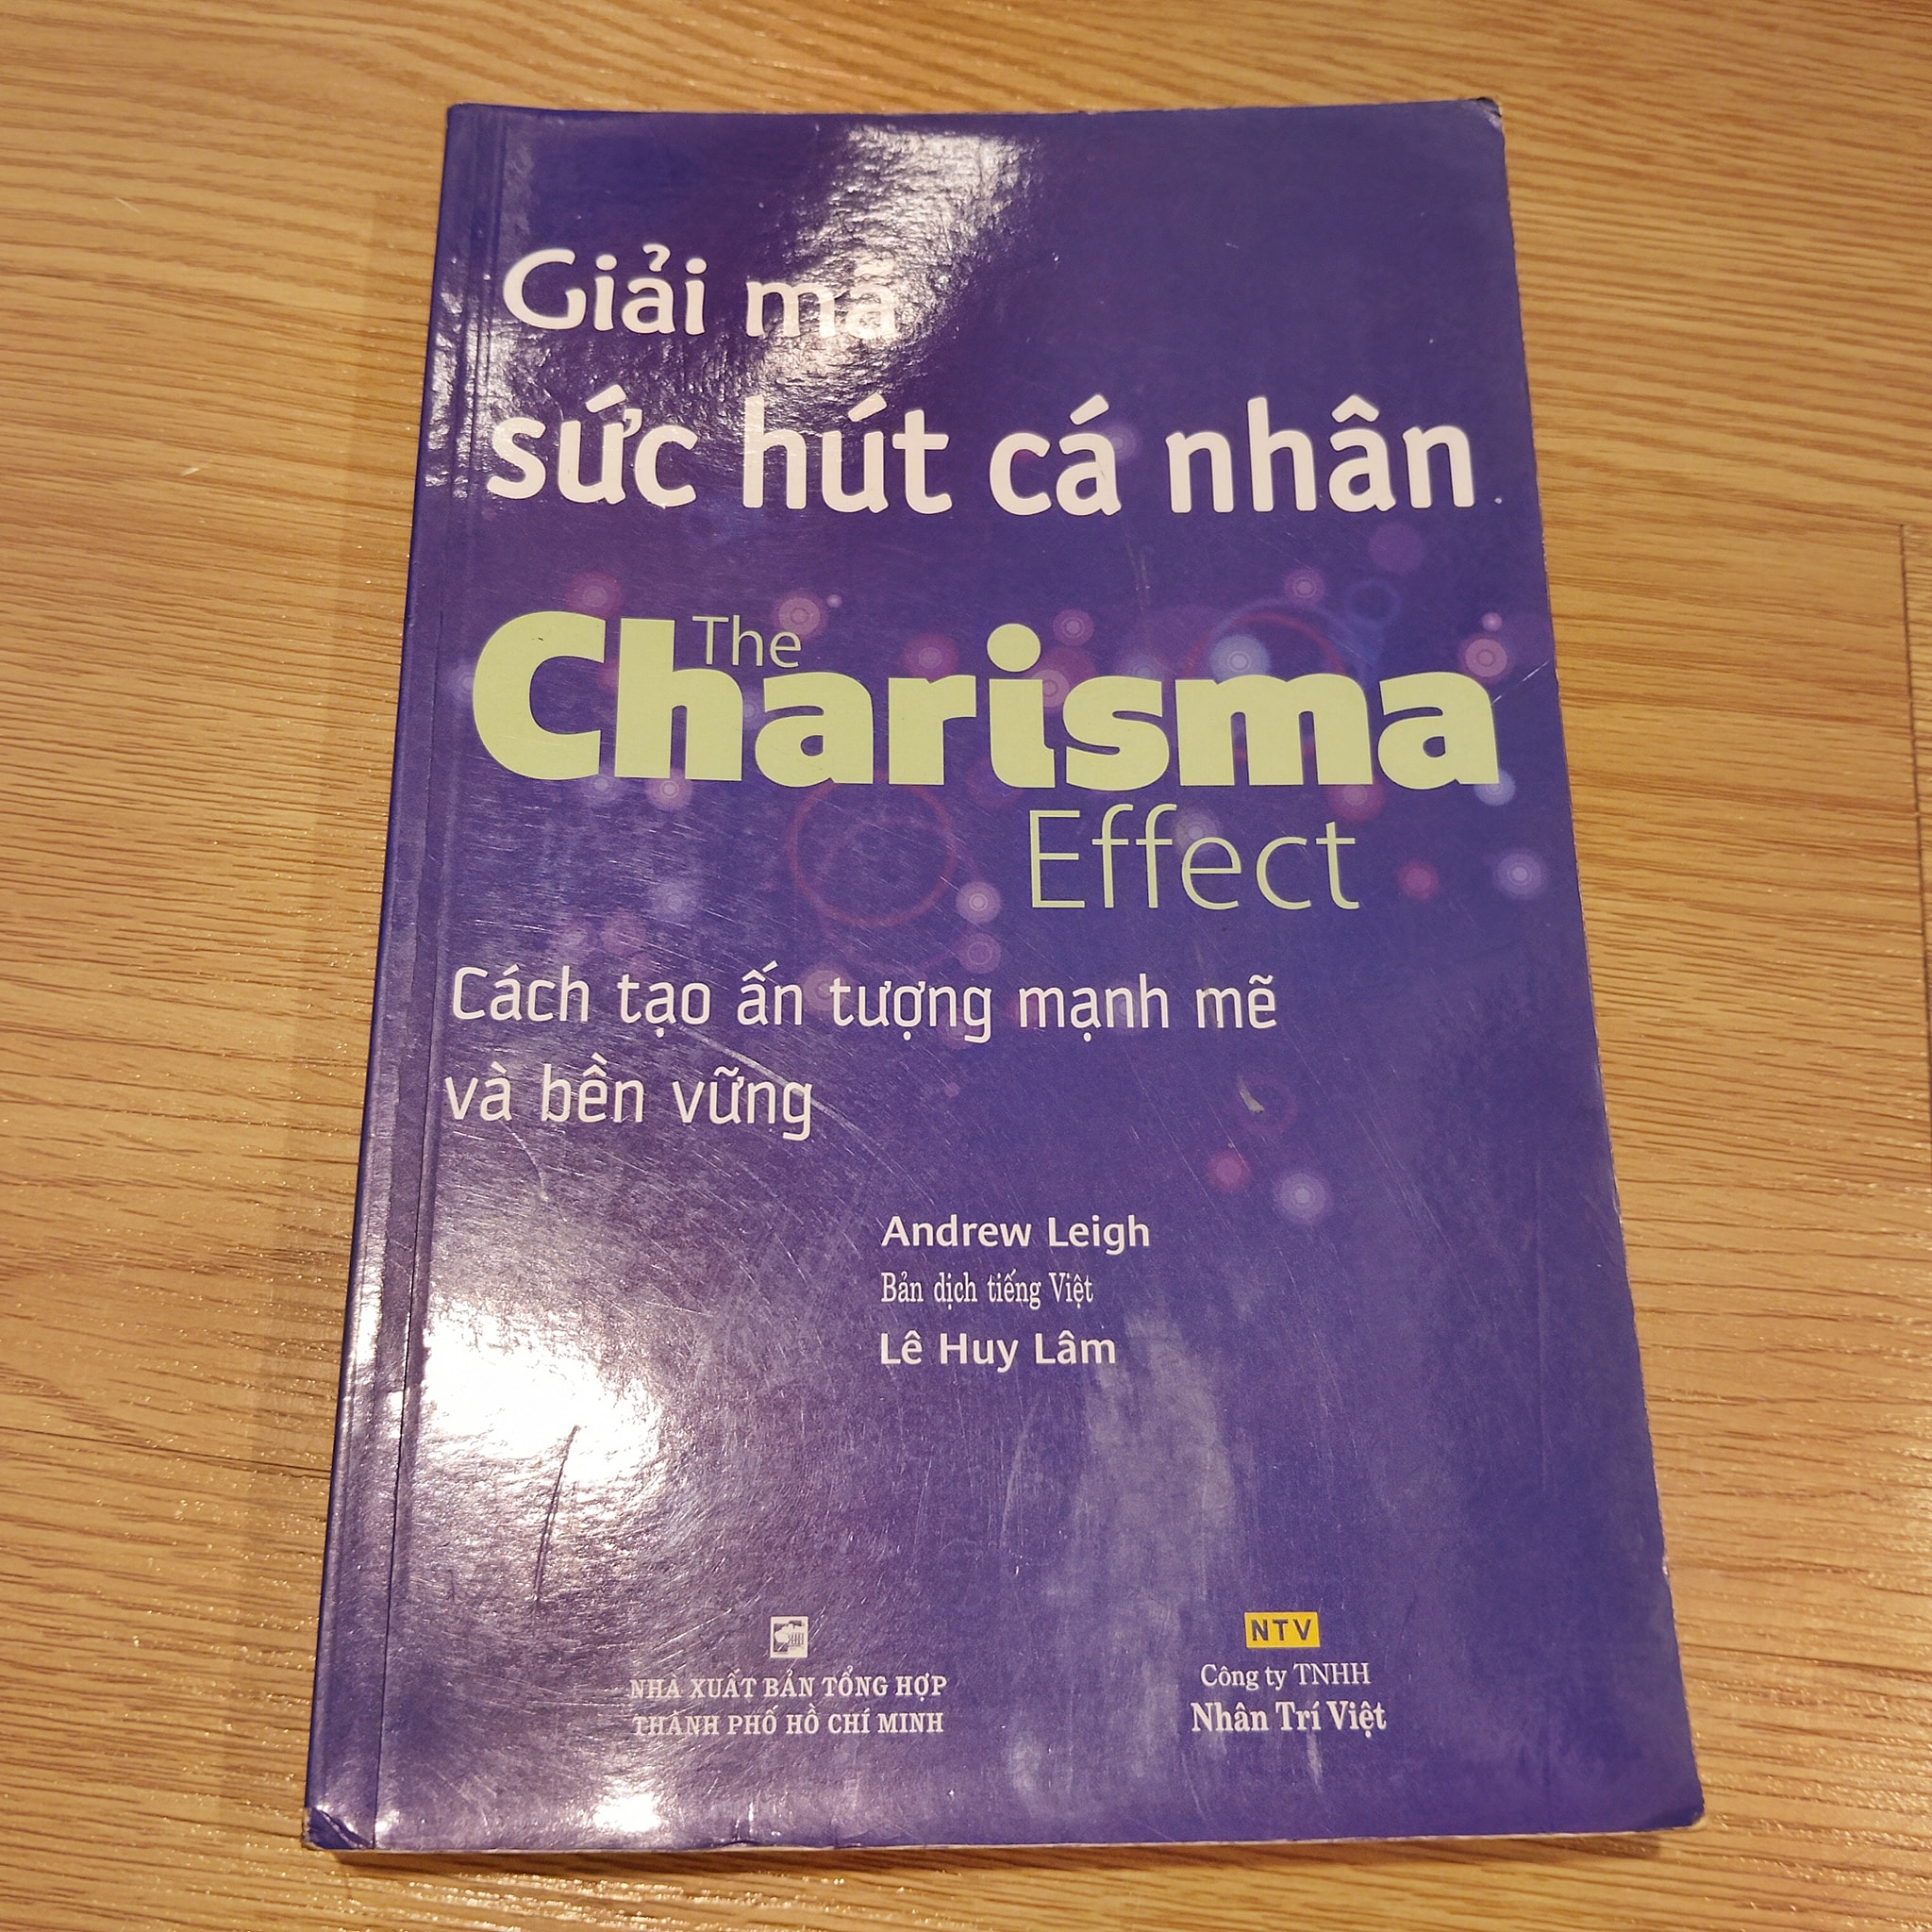 Giải mã
sức hút cá nhân
The
Charisma
Effect
Cách tạo ấn tượng mạnh mẽ
và bền vững
Andrew Leigh
Bản dịch tiếng Việt
Lê Huy Lâm
NHÀ XUẤT BẢN TỔNG HỢP
THÀNH PHỐ HỒ CHÍ MINH
NTV
Công ty TNHH
Nhân Trí Việt